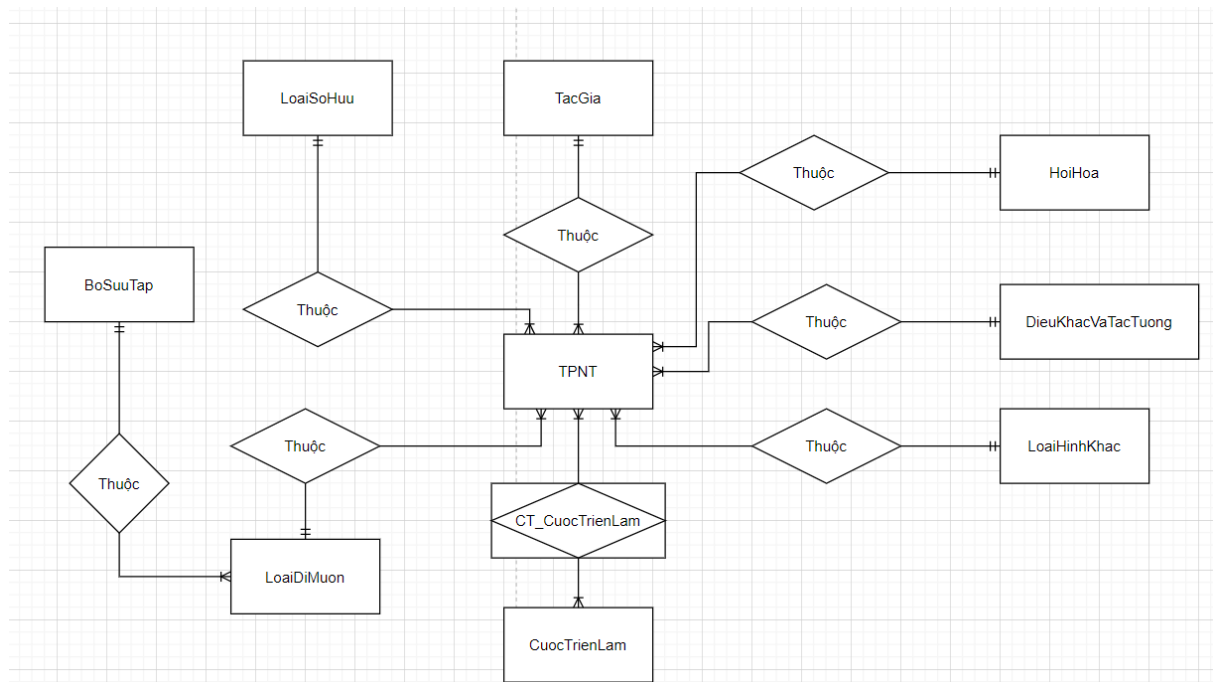 LoaiSoHuu
TacGia
Thuộc
HoiHoa
Thuộc
BoSuuTap
Thuộc
Thuộc
DieuKhacVaTacTuong
TPNT
Thuộc
Thuộc
LoaiHinhKhac
Thuộc
CT_CuocTrienLam
LoaiDiMuon
CuocTrienLam